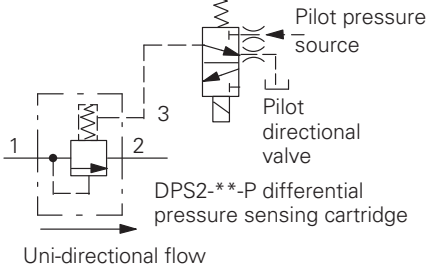 Pilot pressure
source
3
Pilot
directional
valve
1
2
DPS2-**-P differential
pressure sensing cartridge
Uni-directional flow